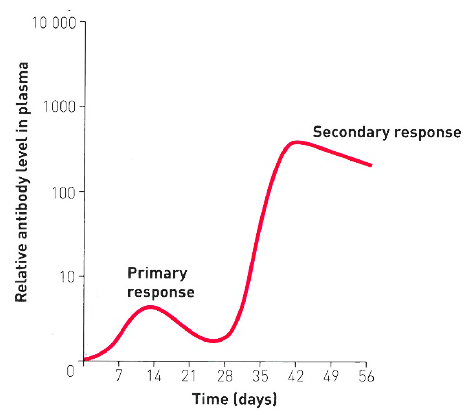 Relative antibody level in plasma
10 000
1000
100
10
0
Secondary response
Primary
response
7 14 21 28 35 42 49 56
Time (days)